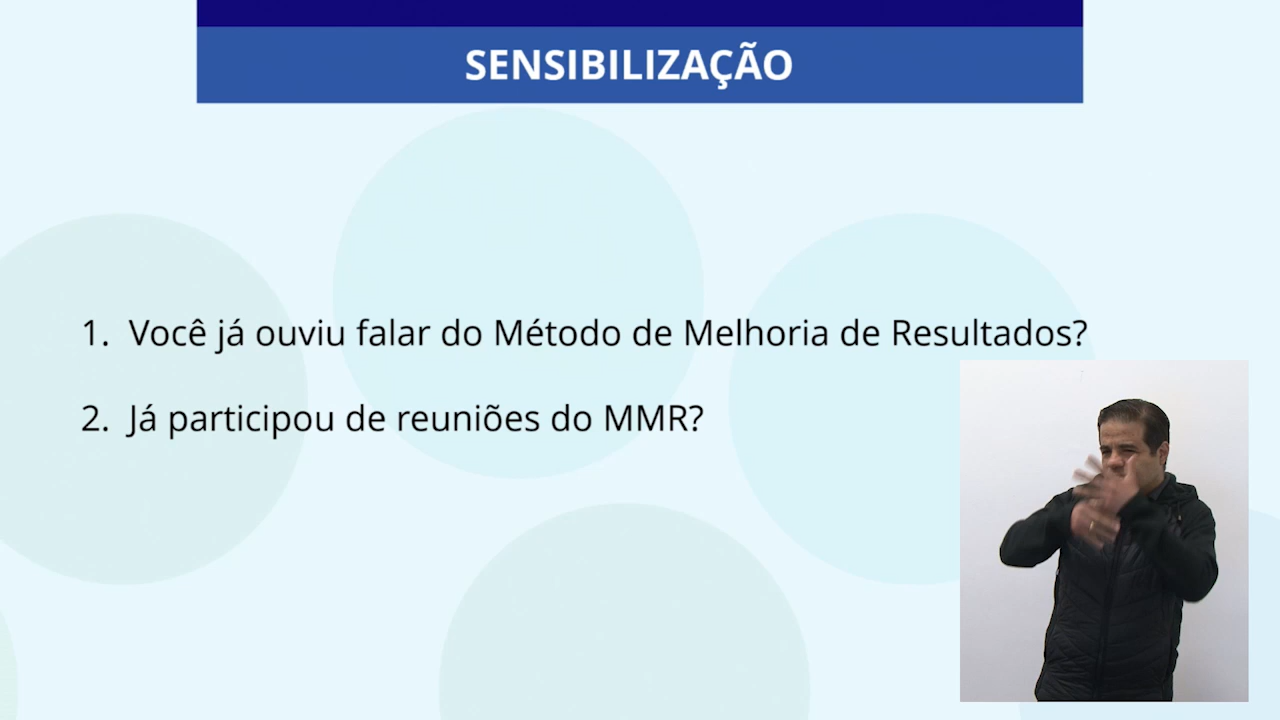 SENSIBILIZAÇÃO
1. Você já ouviu falar do Método de Melhoria de Resultados?
2. Já participou de reuniões do MMR?